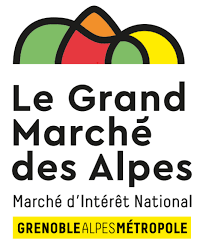 Le Grand
Marché
des Alpes
Marché d'Intérêt National
GRENOBLEALPESMÉTROPOLE